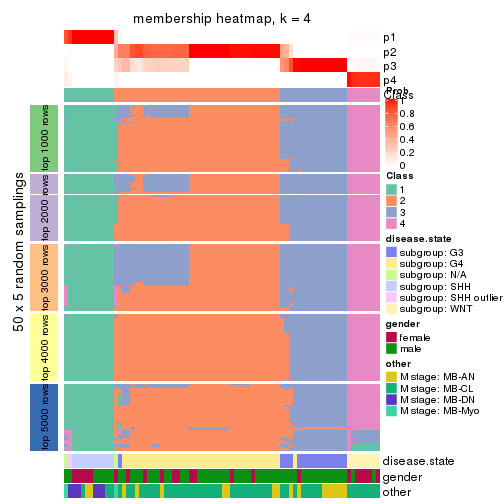 membership heatmap, k = 4
p1
p2
p3
p4
Class
Prob
0.8
0.6
0.4
0.2
0
Class
1
2
3
4
disease.state
subgroup: G3
subgroup: G4
subgroup: N/A
subgroup: SHH
subgroup: SHH outlier
subgroup: WNT
gender
female
male
other
M stage: MB-AN
M stage: MB-CL
M stage: MB-DN
M stage: MB-Myo
50 x 5 random samplings
top 1000 rows
top 2000 rows
top 3000 rows
top 4000 rows
top 5000 rows
disease.state
gender
other